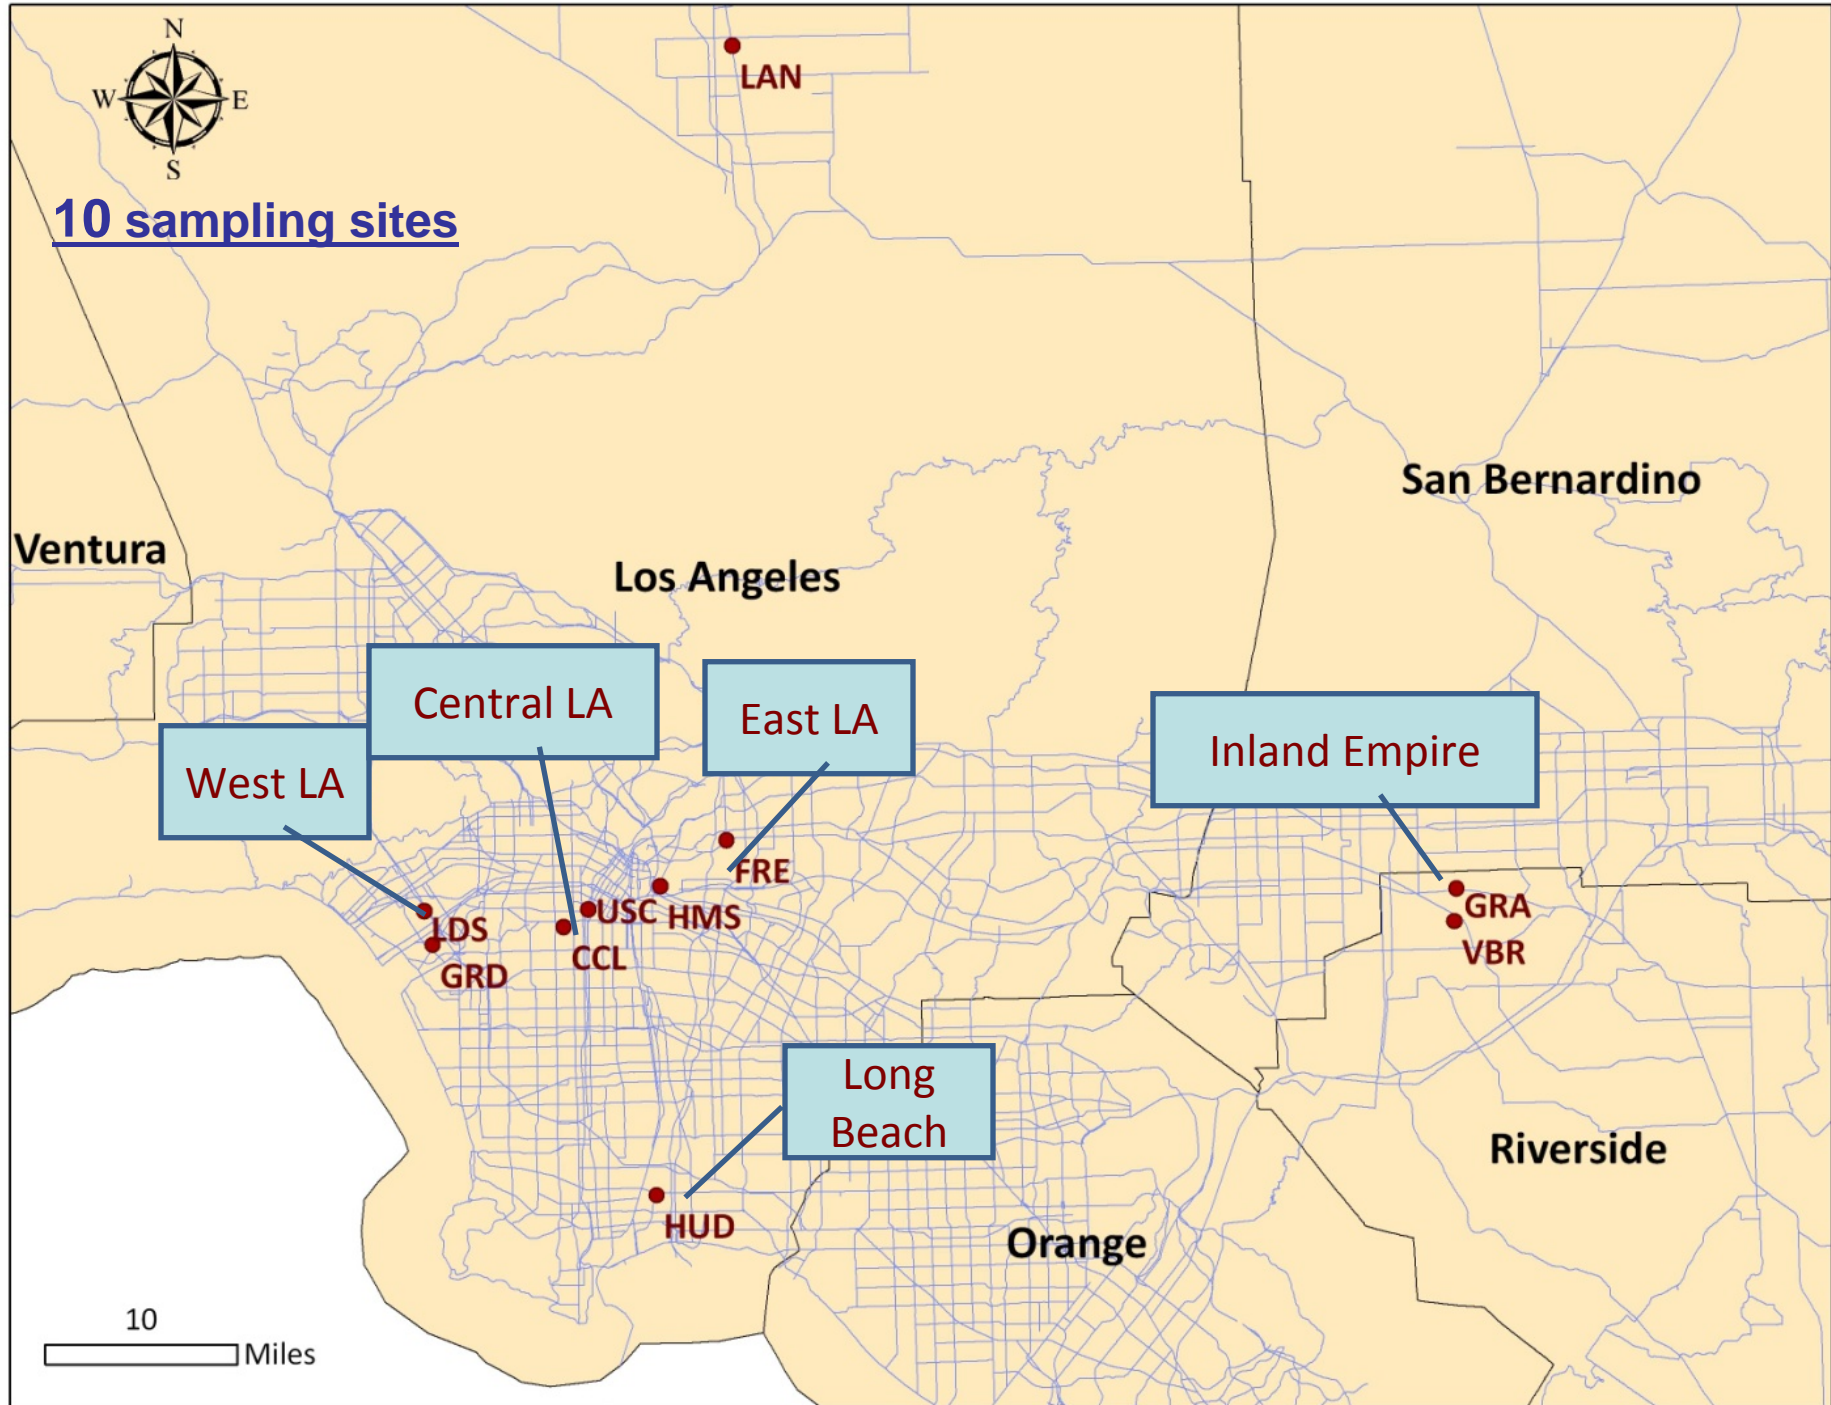 N
LAN
W
E
S
10 sampling sites
San Bernardino
Ventura
Los Angeles
Central LA
East LA
Inland Empire
West LA
FRE
GRA
USC
HMS
LDS
VBR
CCL
GRD
Long
Beach
Riverside
HUD
Orange
10
Miles